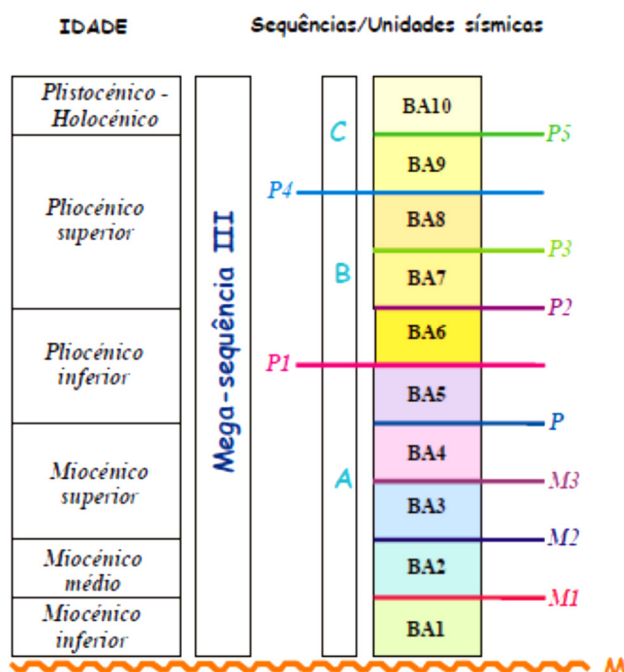 IDADE
Sequências/Unidades sísmicas
Plistocénico -
Holocénico
Pliocénico
superior
Pliocénico
inferior
Miocénico
superior
Miocénico
médio
Miocénico
inferior
Mega-sequência III
C
B
A
BA10
P5
BA9
P4
BA8
P3
BA7
P2
BA6
P1
BA5
P
BA4
M3
BA3
M2
BA2
M1
BA1
M